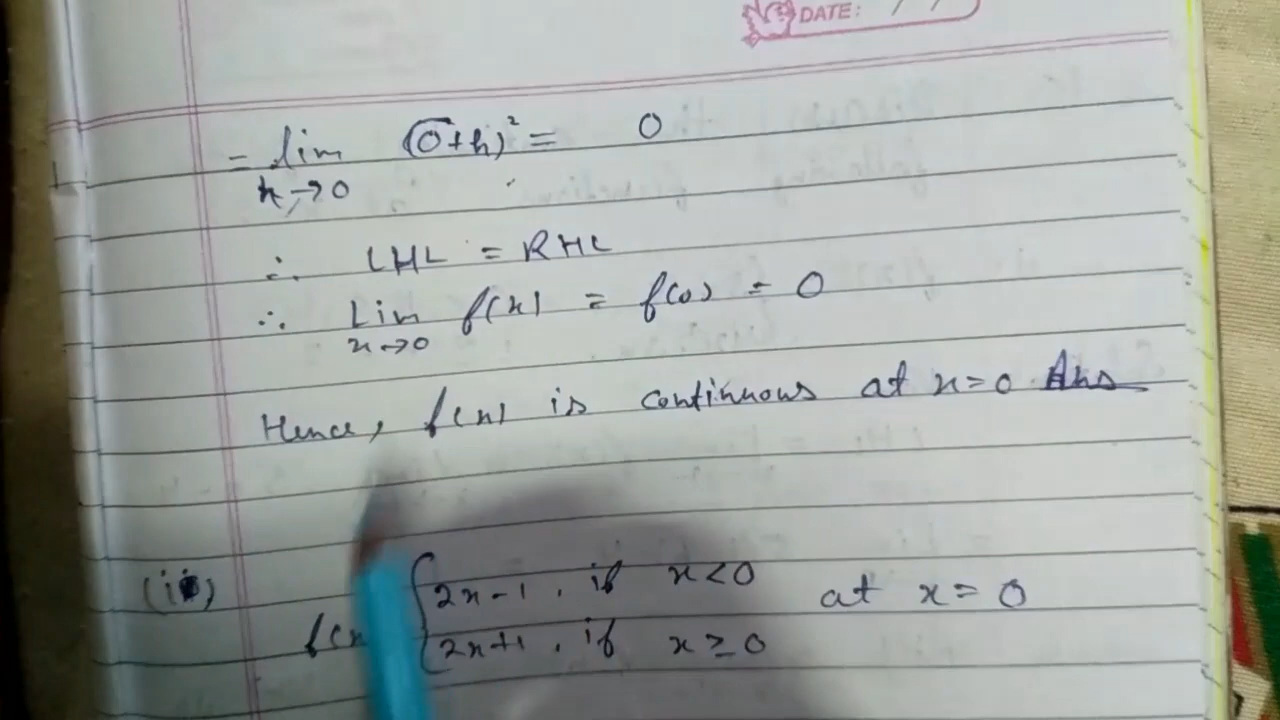 DATE:
= lim (0+h)² = 0
h→0
∴ LHL = RHL
∴ Lim f(x) = f(0) = 0
x→0
Hence, f(x) is continuous at x=0 Ans
2x-1, if x<0
(ii) f(x at x=0
2x+1, if x≥0